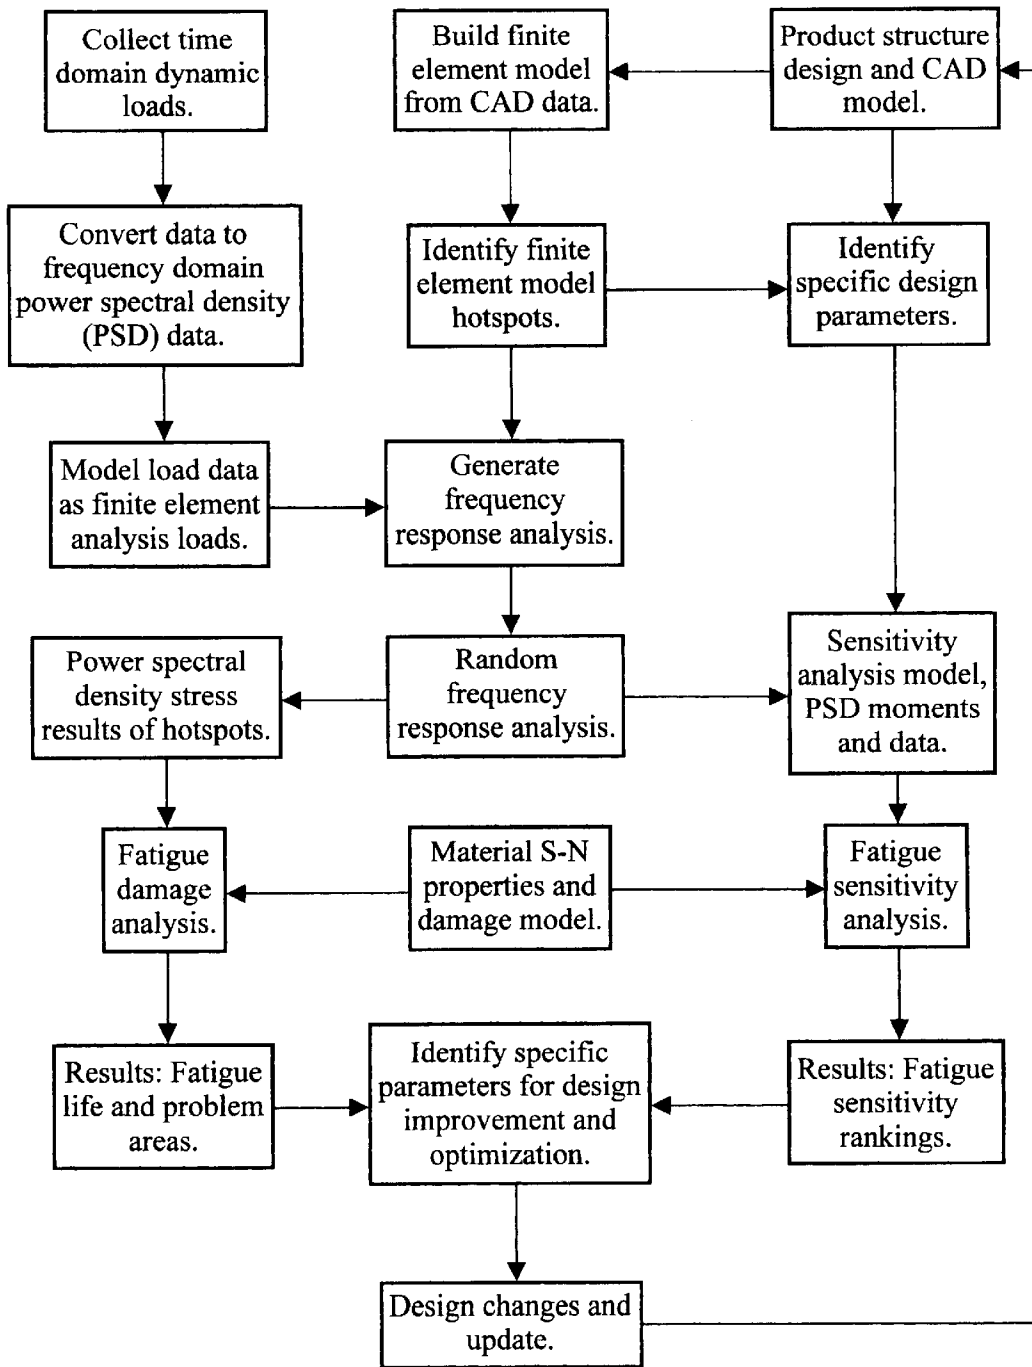 Collect time
domain dynamic
loads.
Build finite
element model
from CAD data.
Product structure
design and CAD
model.
Convert data to
frequency domain
power spectral density
(PSD) data.
Identify finite
element model
hotspots.
Identify
specific design
parameters.
Model load data
as finite element
analysis loads.
Generate
frequency
response analysis.
Power spectral
density stress
results of hotspots.
Random
frequency
response analysis.
Sensitivity
analysis model,
PSD moments
and data.
Fatigue
damage
analysis.
Material S-N
properties and
damage model.
Fatigue
sensitivity
analysis.
Results: Fatigue
life and problem
areas.
Identify specific
parameters for design
improvement and
optimization.
Results: Fatigue
sensitivity
rankings.
Design changes and
update.